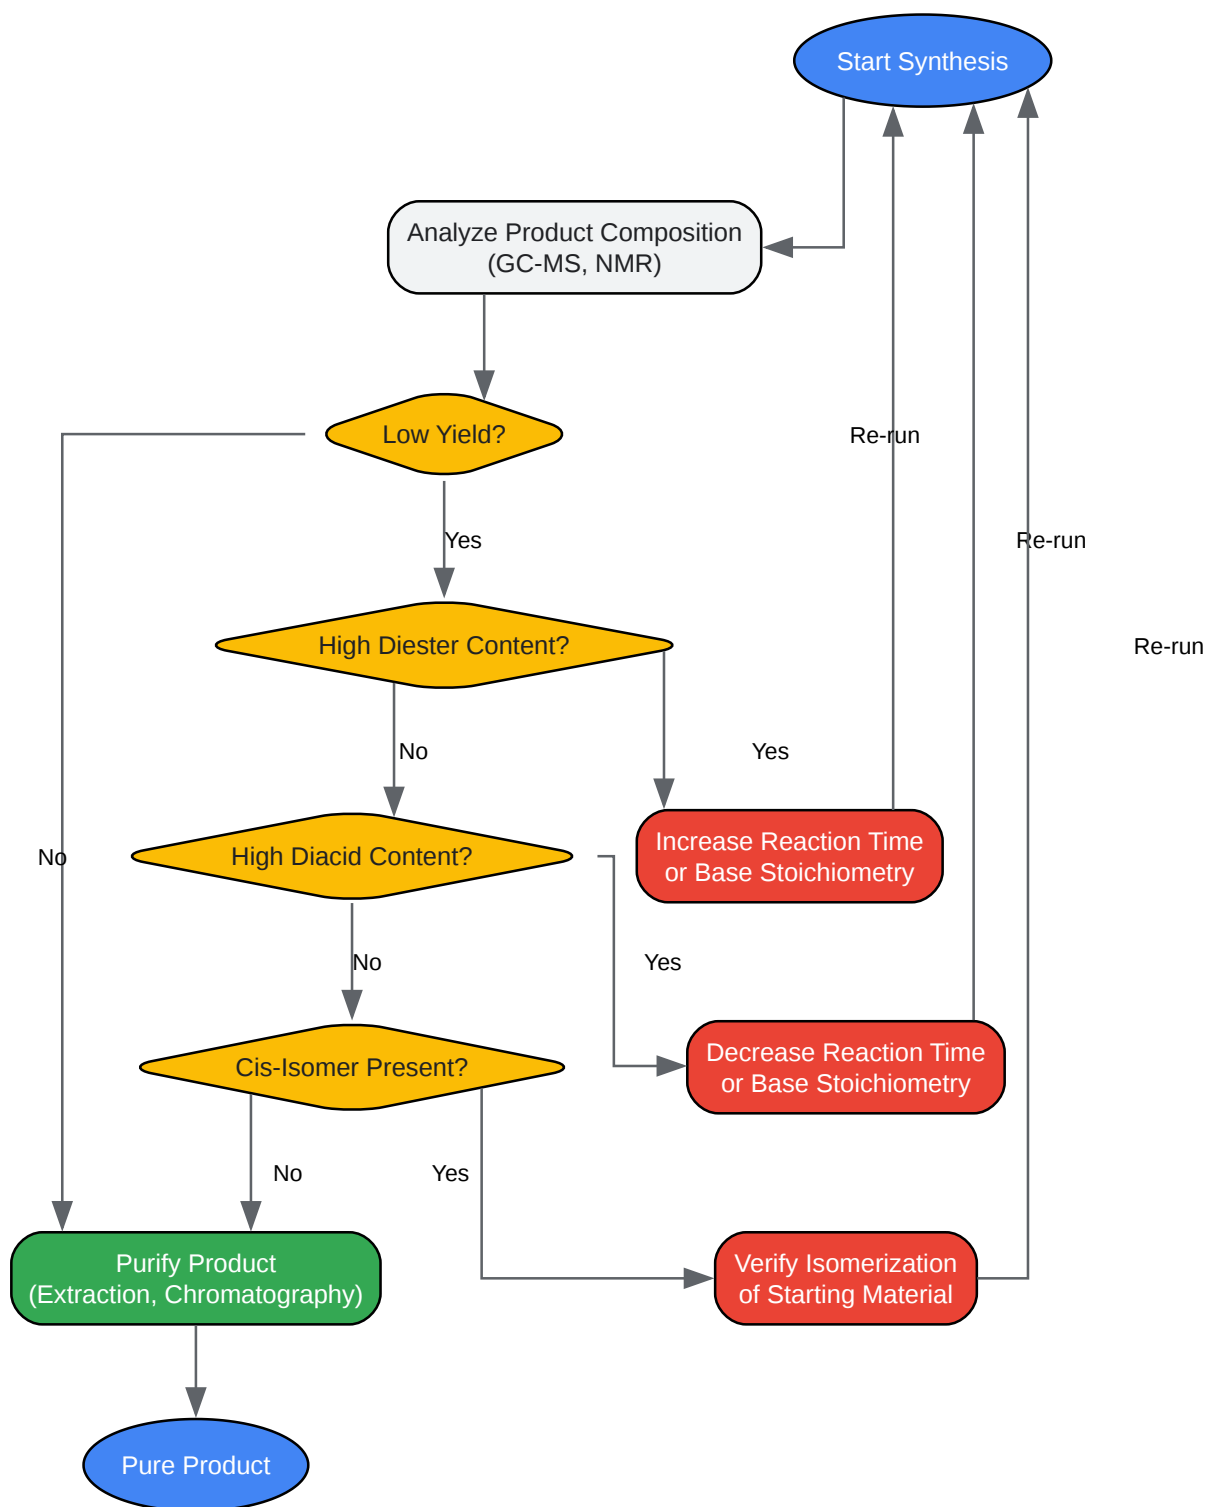 Start Synthesis
Analyze Product Composition
(GC-MS, NMR)
Low Yield?
Re-run
Yes
Re-run
High Diester Content?
Re-run
No
Yes
Increase Reaction Time
or Base Stoichiometry
No
High Diacid Content?
No
Yes
Decrease Reaction Time
or Base Stoichiometry
Cis-Isomer Present?
No
Yes
Purify Product
(Extraction, Chromatography)
Verify Isomerization
of Starting Material
Pure Product